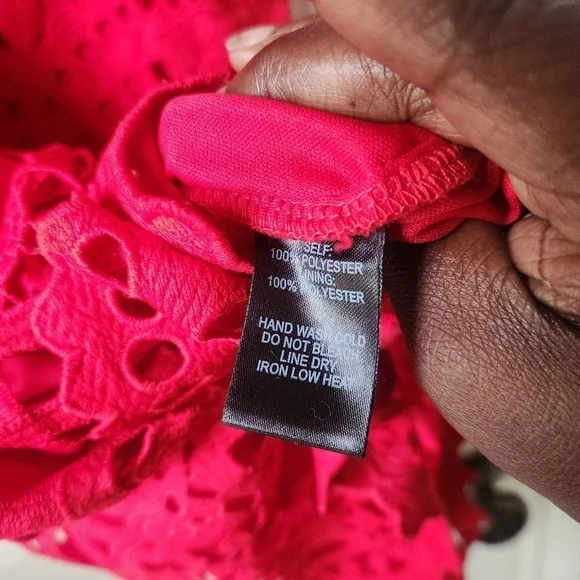 SELF:
100% POLYESTER
LINING:
100% POLYESTER
HAND WASH COLD
DO NOT BLEACH
LINE DRY
IRON LOW HEAT